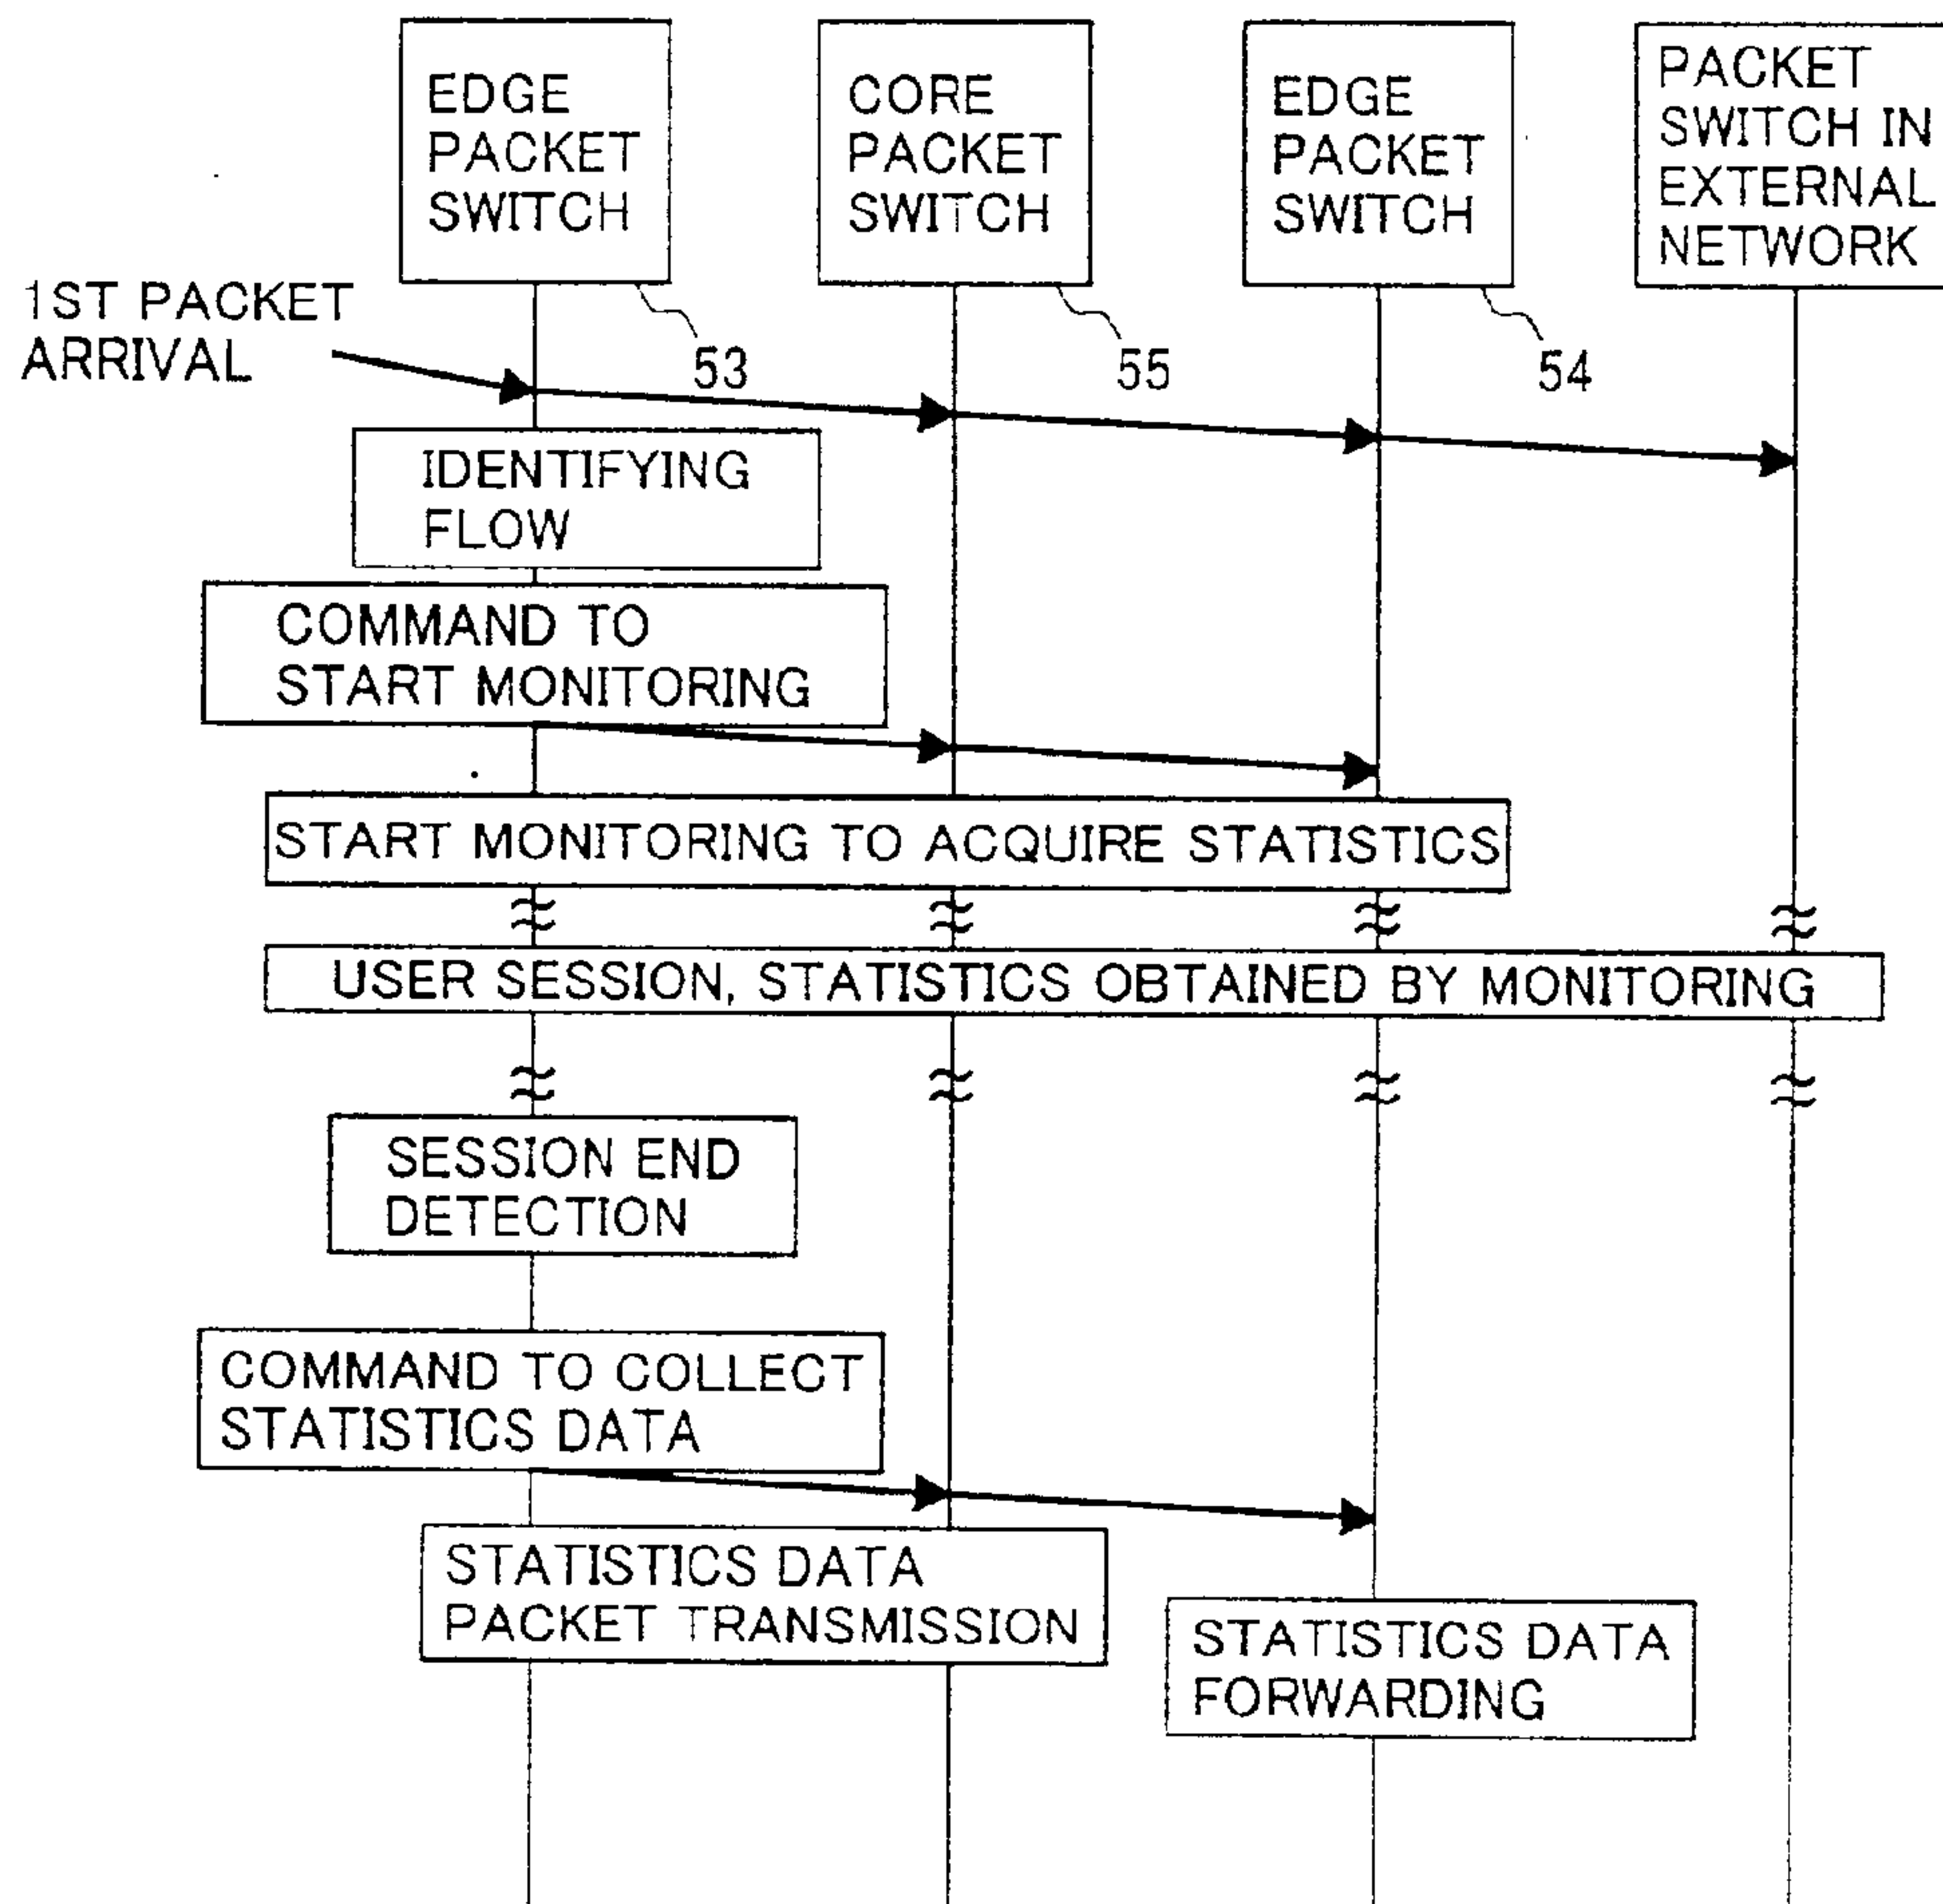 EDGE
PACKET
SWITCH
CORE
PACKET
SWITCH
EDGE
PACKET
SWITCH
PACKET
SWITCH IN
EXTERNAL
NETWORK
1ST PACKET
ARRIVAL
53
55
54
IDENTIFYING
FLOW
COMMAND TO
START MONITORING
START MONITORING TO ACQUIRE STATISTICS
USER SESSION, STATISTICS OBTAINED BY MONITORING
SESSION END
DETECTION
COMMAND TO COLLECT
STATISTICS DATA
STATISTICS DATA
PACKET TRANSMISSION
STATISTICS DATA
FORWARDING